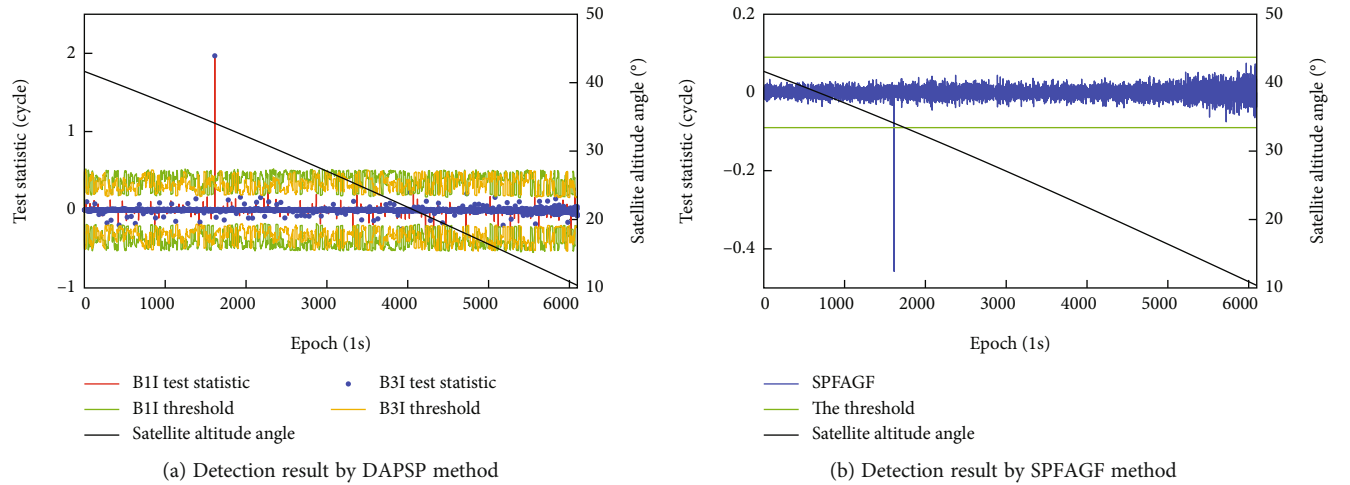 2
1
0
−1
Test statistic (cycle)
50
40
30
20
10
Satellite altitude angle (°)
0 1000 2000 3000 4000 5000 6000
Epoch (1s)
B1I test statistic
B3I test statistic
B1I threshold
B3I threshold
Satellite altitude angle
(a) Detection result by DAPSP method
0.2
0
−0.2
−0.4
Test statistic (cycle)
50
40
30
20
10
Satellite altitude angle (°)
0 1000 2000 3000 4000 5000 6000
Epoch (1s)
SPFAGF
The threshold
Satellite altitude angle
(b) Detection result by SPFAGF method